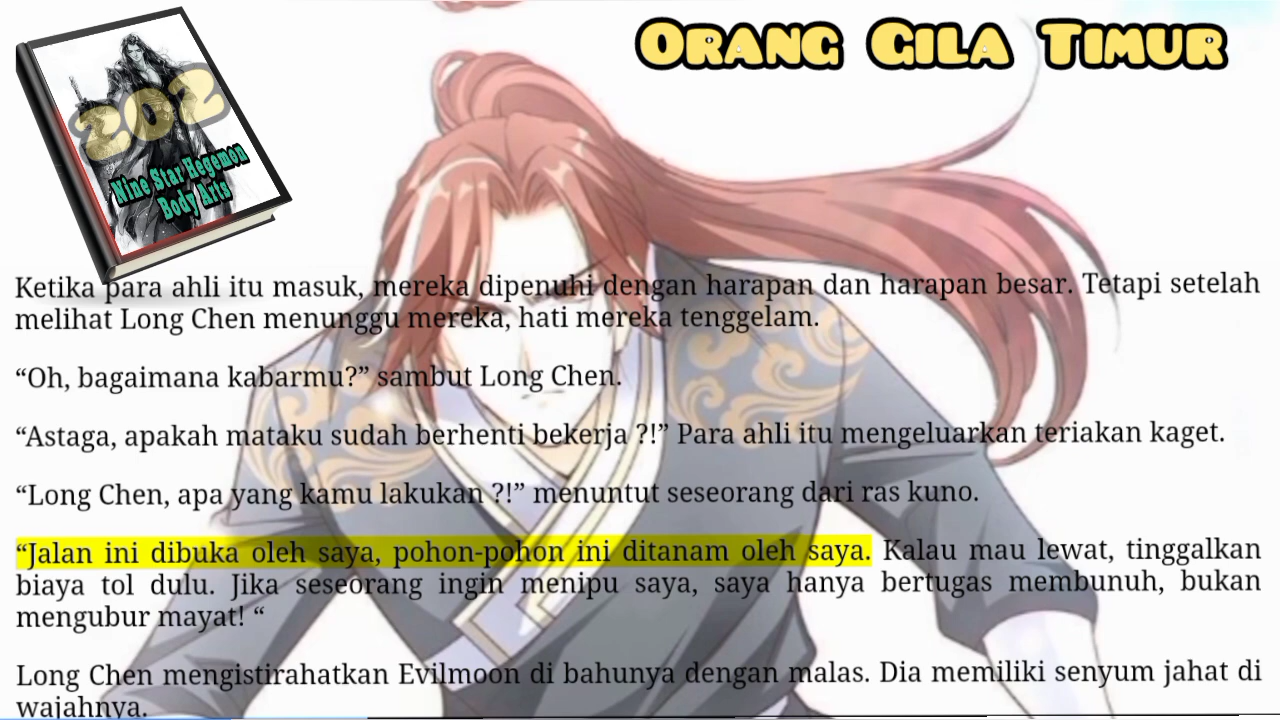 Orang Gila Timur
202
Nine Star Hegemon
Body Arts
Ketika para ahli itu masuk, mereka dipenuhi dengan harapan dan harapan besar. Tetapi setelah
melihat Long Chen menunggu mereka, hati mereka tenggelam.
“Oh, bagaimana kabarmu?” sambut Long Chen.
“Astaga, apakah mataku sudah berhenti bekerja ?!” Para ahli itu mengeluarkan teriakan kaget.
“Long Chen, apa yang kamu lakukan ?!” menuntut seseorang dari ras kuno.
“Jalan ini dibuka oleh saya, pohon-pohon ini ditanam oleh saya. Kalau mau lewat, tinggalkan
biaya tol dulu. Jika seseorang ingin menipu saya, saya hanya bertugas membunuh, bukan
mengubur mayat! “
Long Chen mengistirahatkan Evilmoon di bahunya dengan malas. Dia memiliki senyum jahat di
wajahnya.